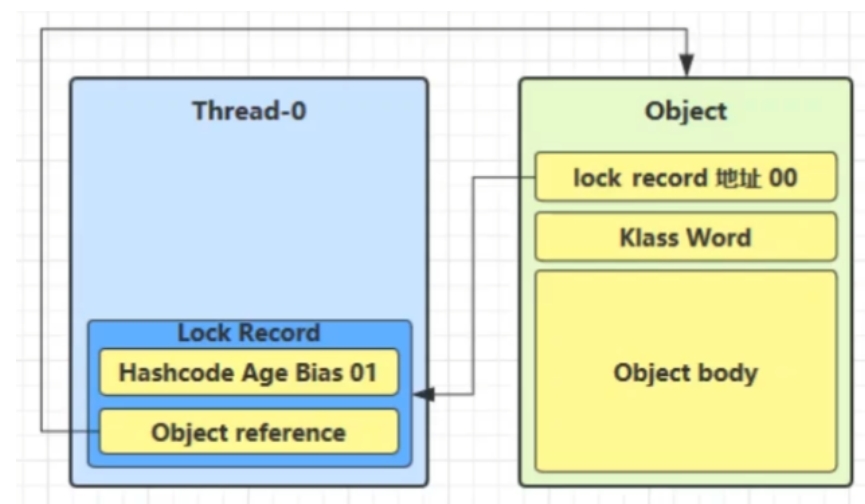 Thread-0
Lock Record
Hashcode Age Bias 01
Object reference
Object
lock record 地址 00
Klass Word
Object body